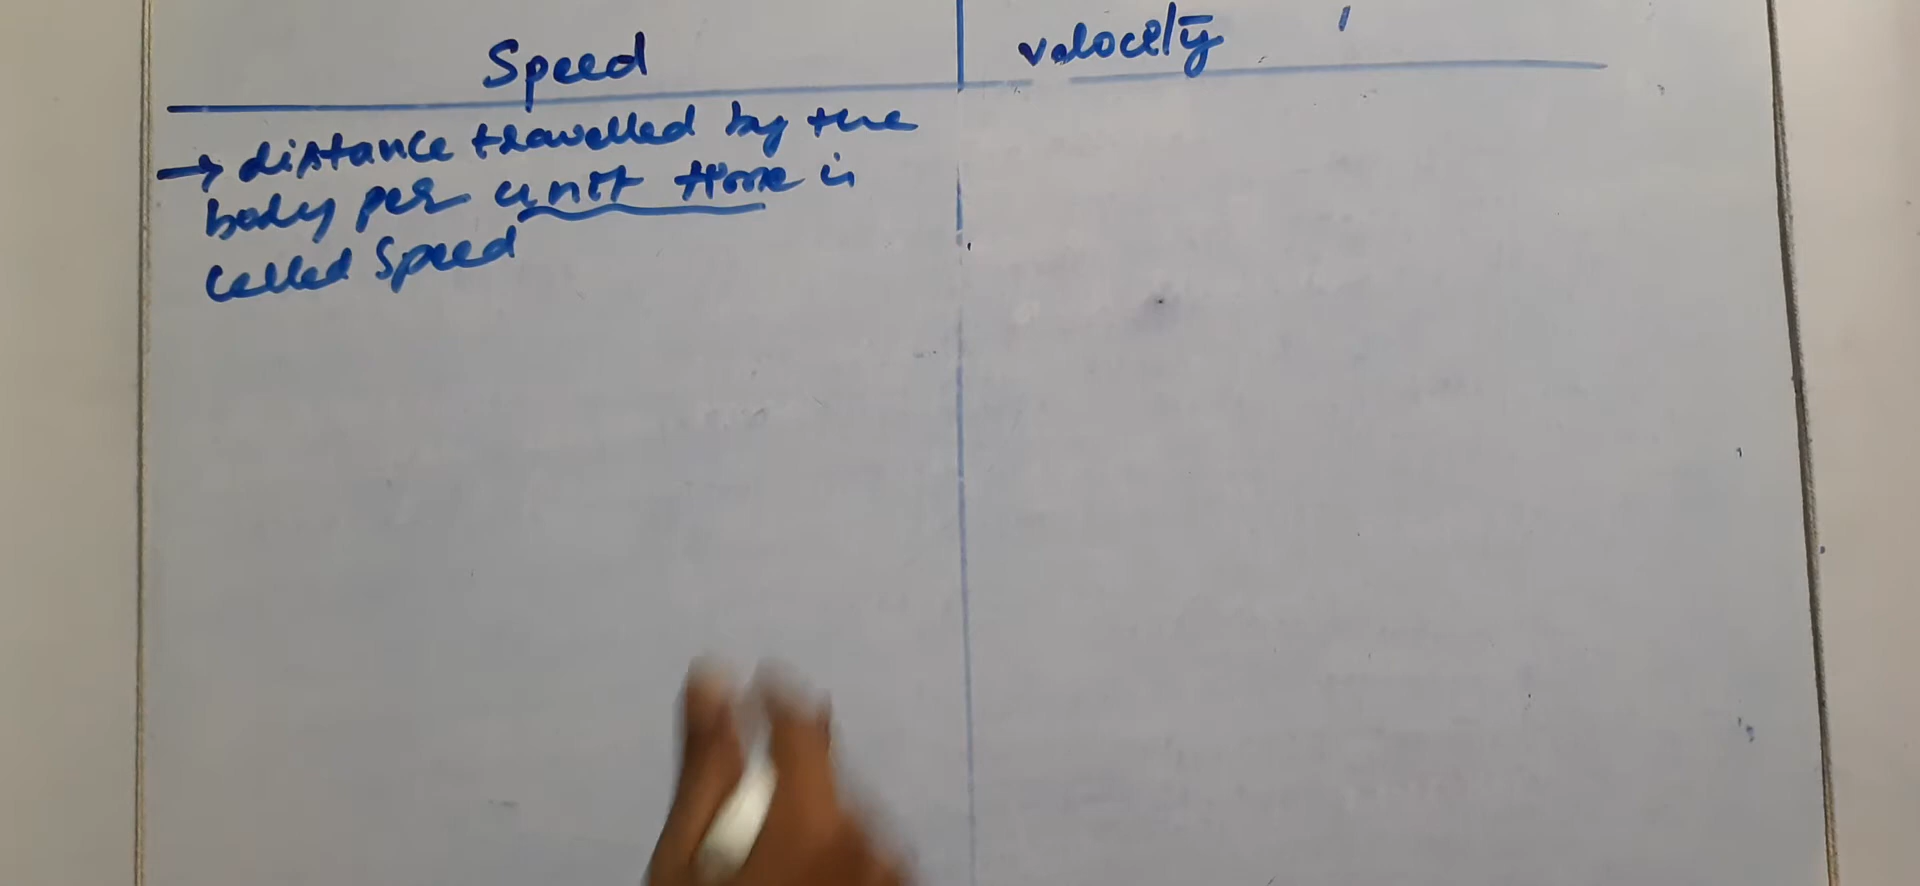 Speed
velocity
→ distance travelled by the
body per unit time is
called Speed